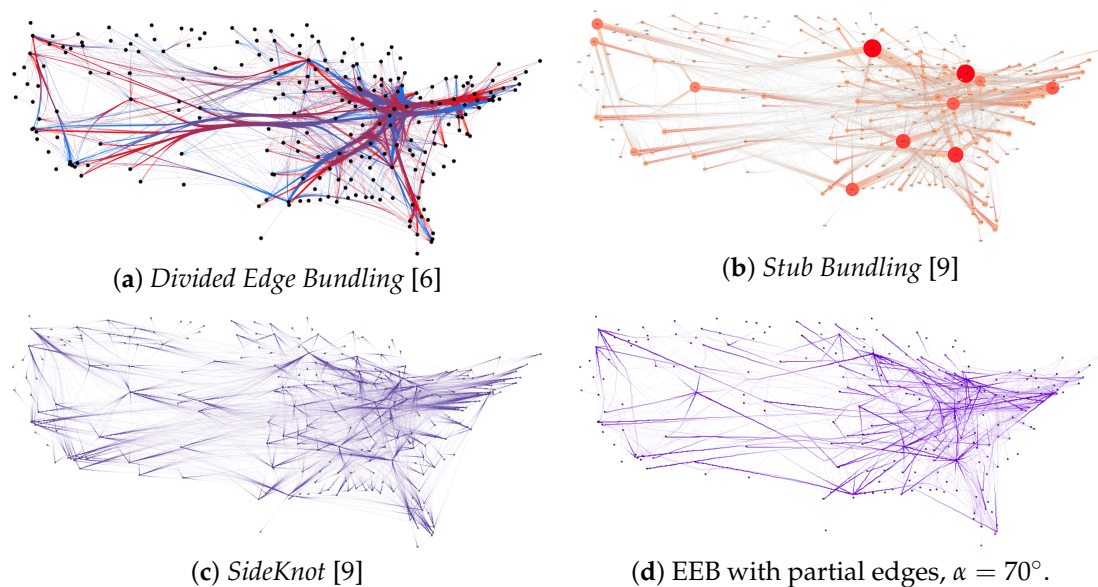 (a) Divided Edge Bundling [6]
(b) Stub Bundling [9]
(c) SideKnot [9]
(d) EEB with partial edges, α = 70°.